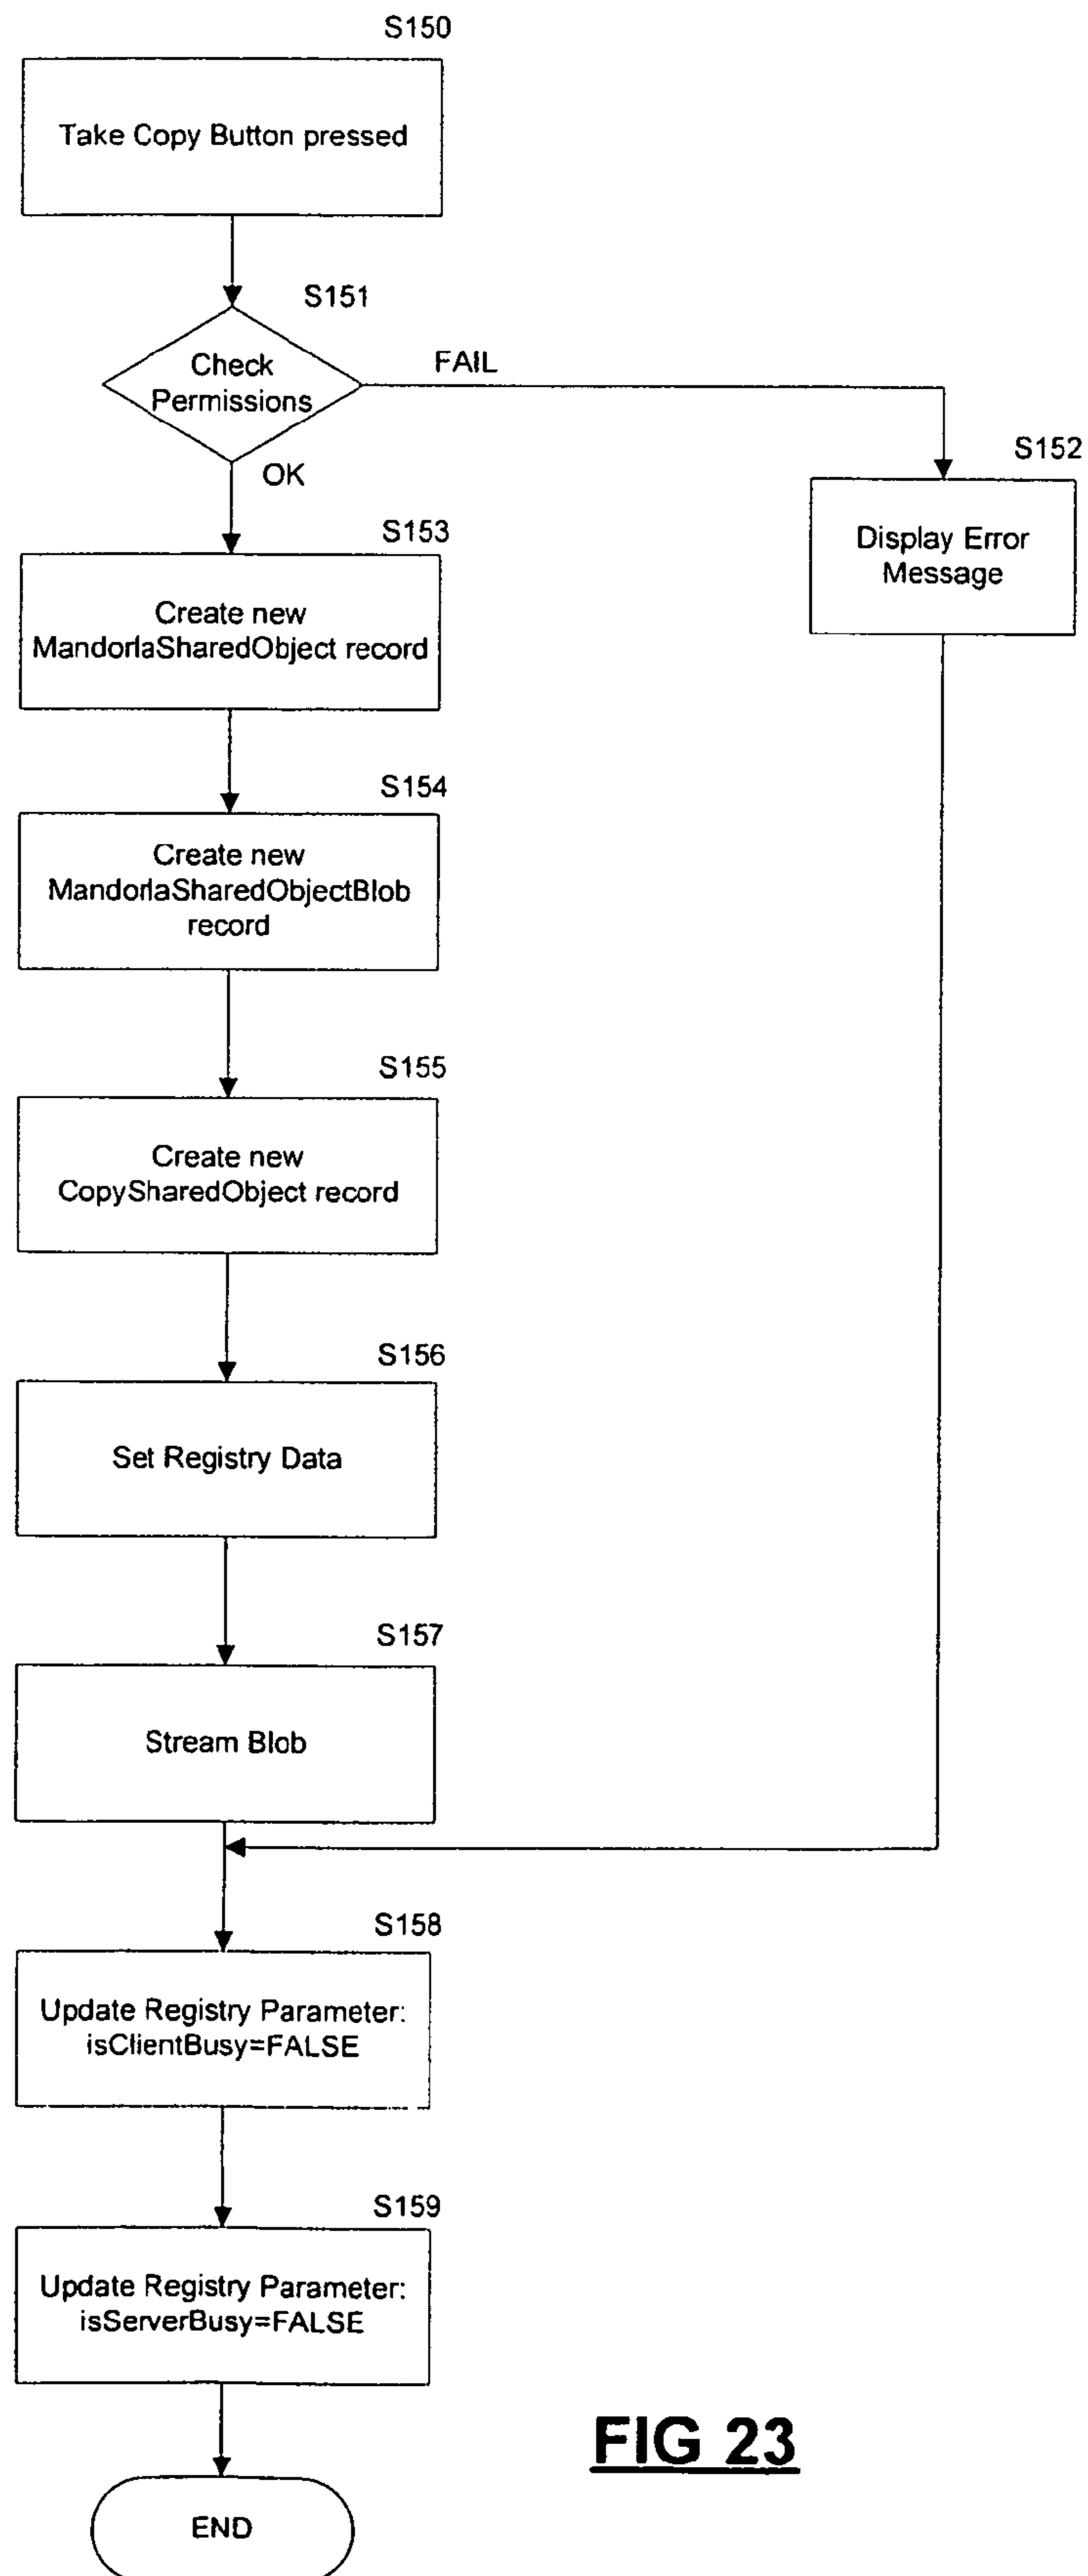 S150
Take Copy Button pressed
S151
Check
Permissions
FAIL
OK
S152
Display Error
Message
S153
Create new
MandorlaSharedObject record
S154
Create new
MandorlaSharedObjectBlob
record
S155
Create new
CopySharedObject record
S156
Set Registry Data
S157
Stream Blob
S158
Update Registry Parameter:
isClientBusy=FALSE
S159
Update Registry Parameter:
isServerBusy=FALSE
END
FIG 23